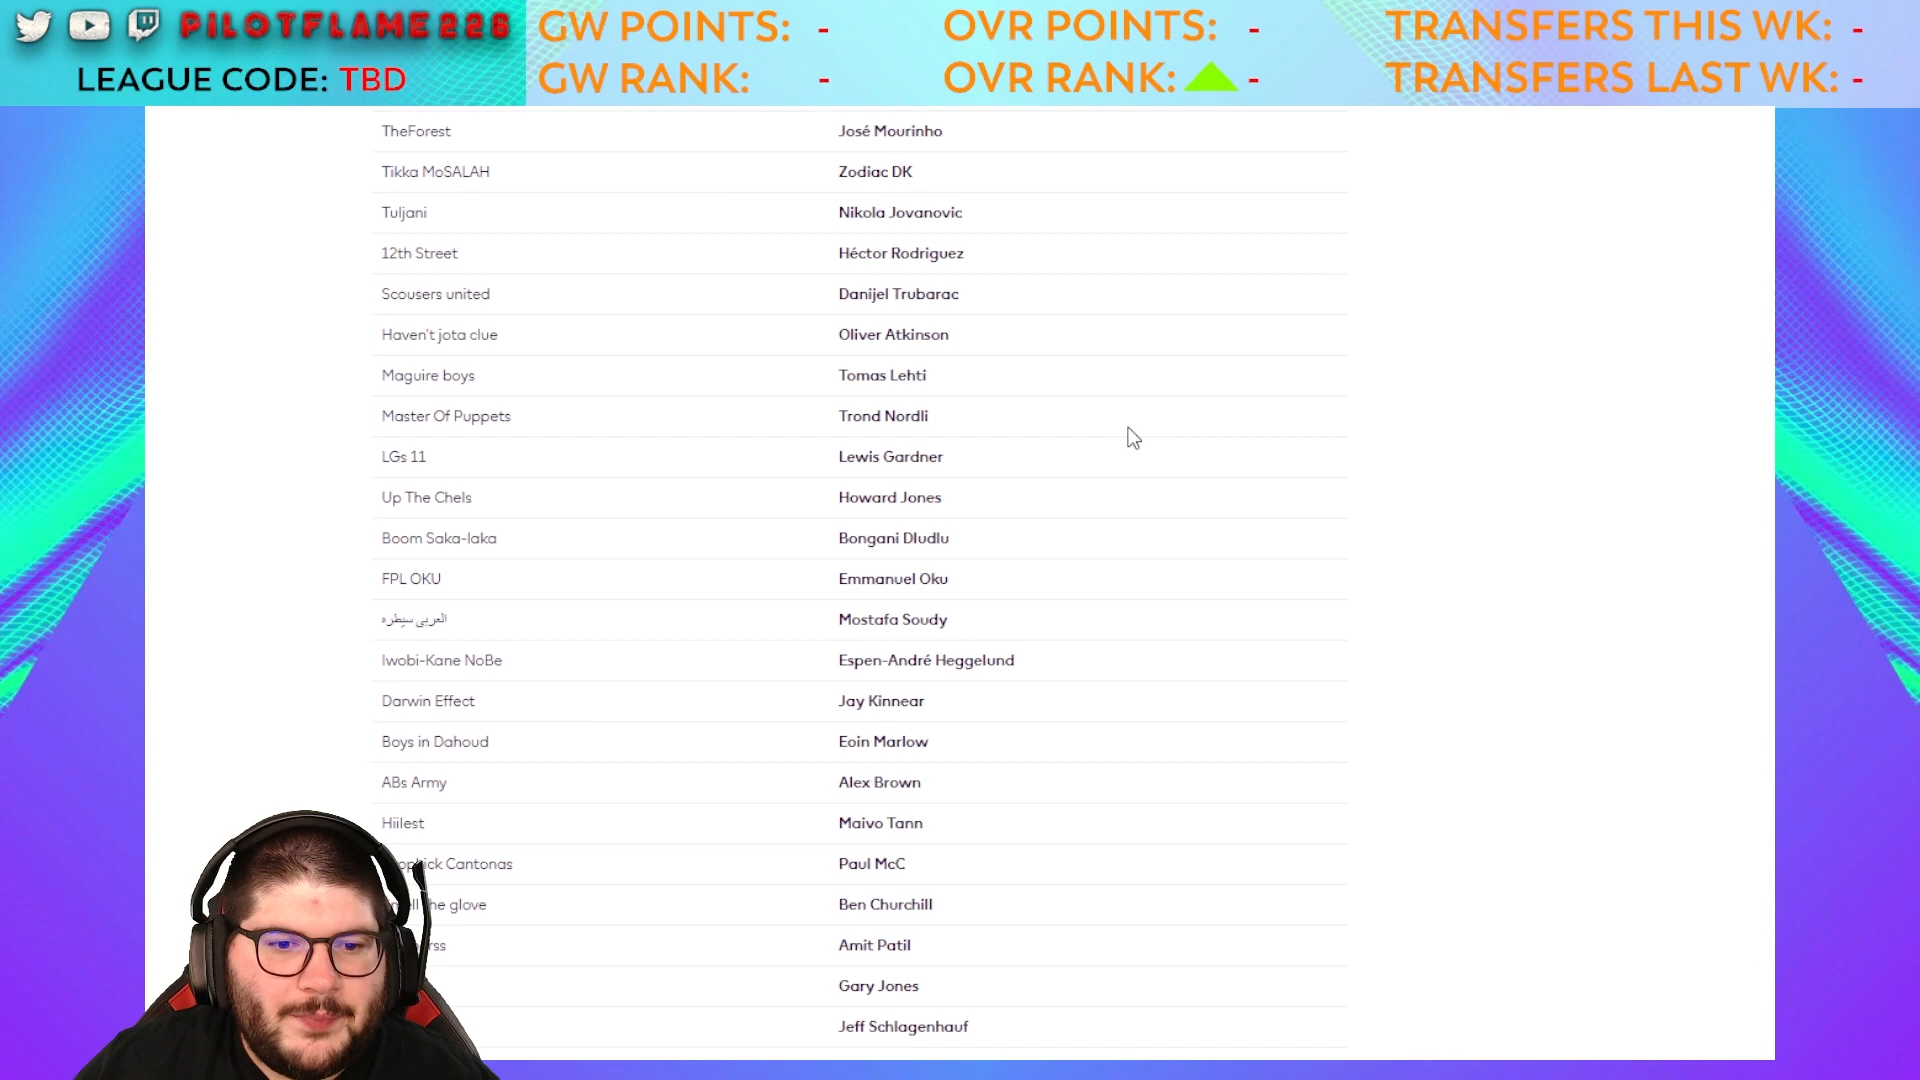 PILOTFLAME226
LEAGUE CODE: TBD
GW POINTS: -
GW RANK: -
OVR POINTS: -
OVR RANK: -
TRANSFERS THIS WK: -
TRANSFERS LAST WK: -
TheForest José Mourinho
Tikka MoSALAH Zodiac DK
Tuljani Nikola Jovanovic
12th Street Héctor Rodriguez
Scousers united Danijel Trubarac
Haven't jota clue Oliver Atkinson
Maguire boys Tomas Lehti
Master Of Puppets Trond Nordli
LGs 11 Lewis Gardner
Up The Chels Howard Jones
Boom Saka-laka Bongani Dludlu
FPL OKU Emmanuel Oku
العربى سيطره Mostafa Soudy
Iwobi-Kane NoBe Espen-André Heggelund
Darwin Effect Jay Kinnear
Boys in Dahoud Eoin Marlow
ABs Army Alex Brown
Hiilest Maivo Tann
Cantonas Paul McC
glove Ben Churchill
Amit Patil
Gary Jones
Jeff Schlagenhauf